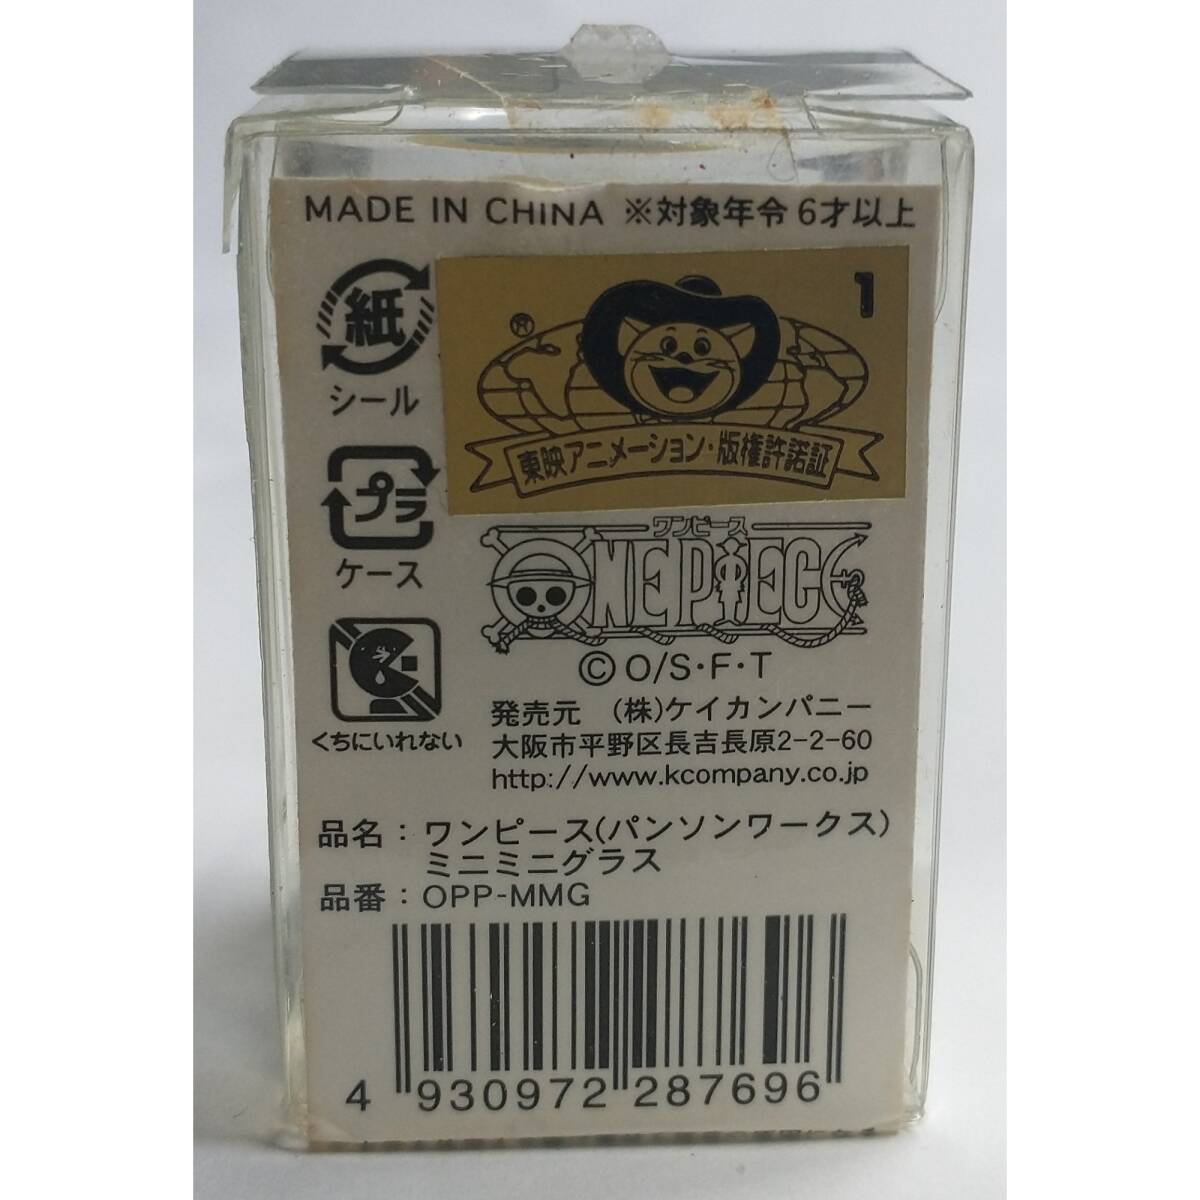 MADE IN CHINA ※対象年令 6才以上
紙
シール
プラ
ケース
くちにいれない
1
東映アニメーション・版権許諾証
ワンピース
ONE PIECE
©O/S・F・T
発売元 (株)ケイカンパニー
大阪市平野区長吉長原2-2-60
http://www.kcompany.co.jp
品名：ワンピース(パンソンワークス)
ミニミニグラス
品番：OPP-MMG
4 930972 287696